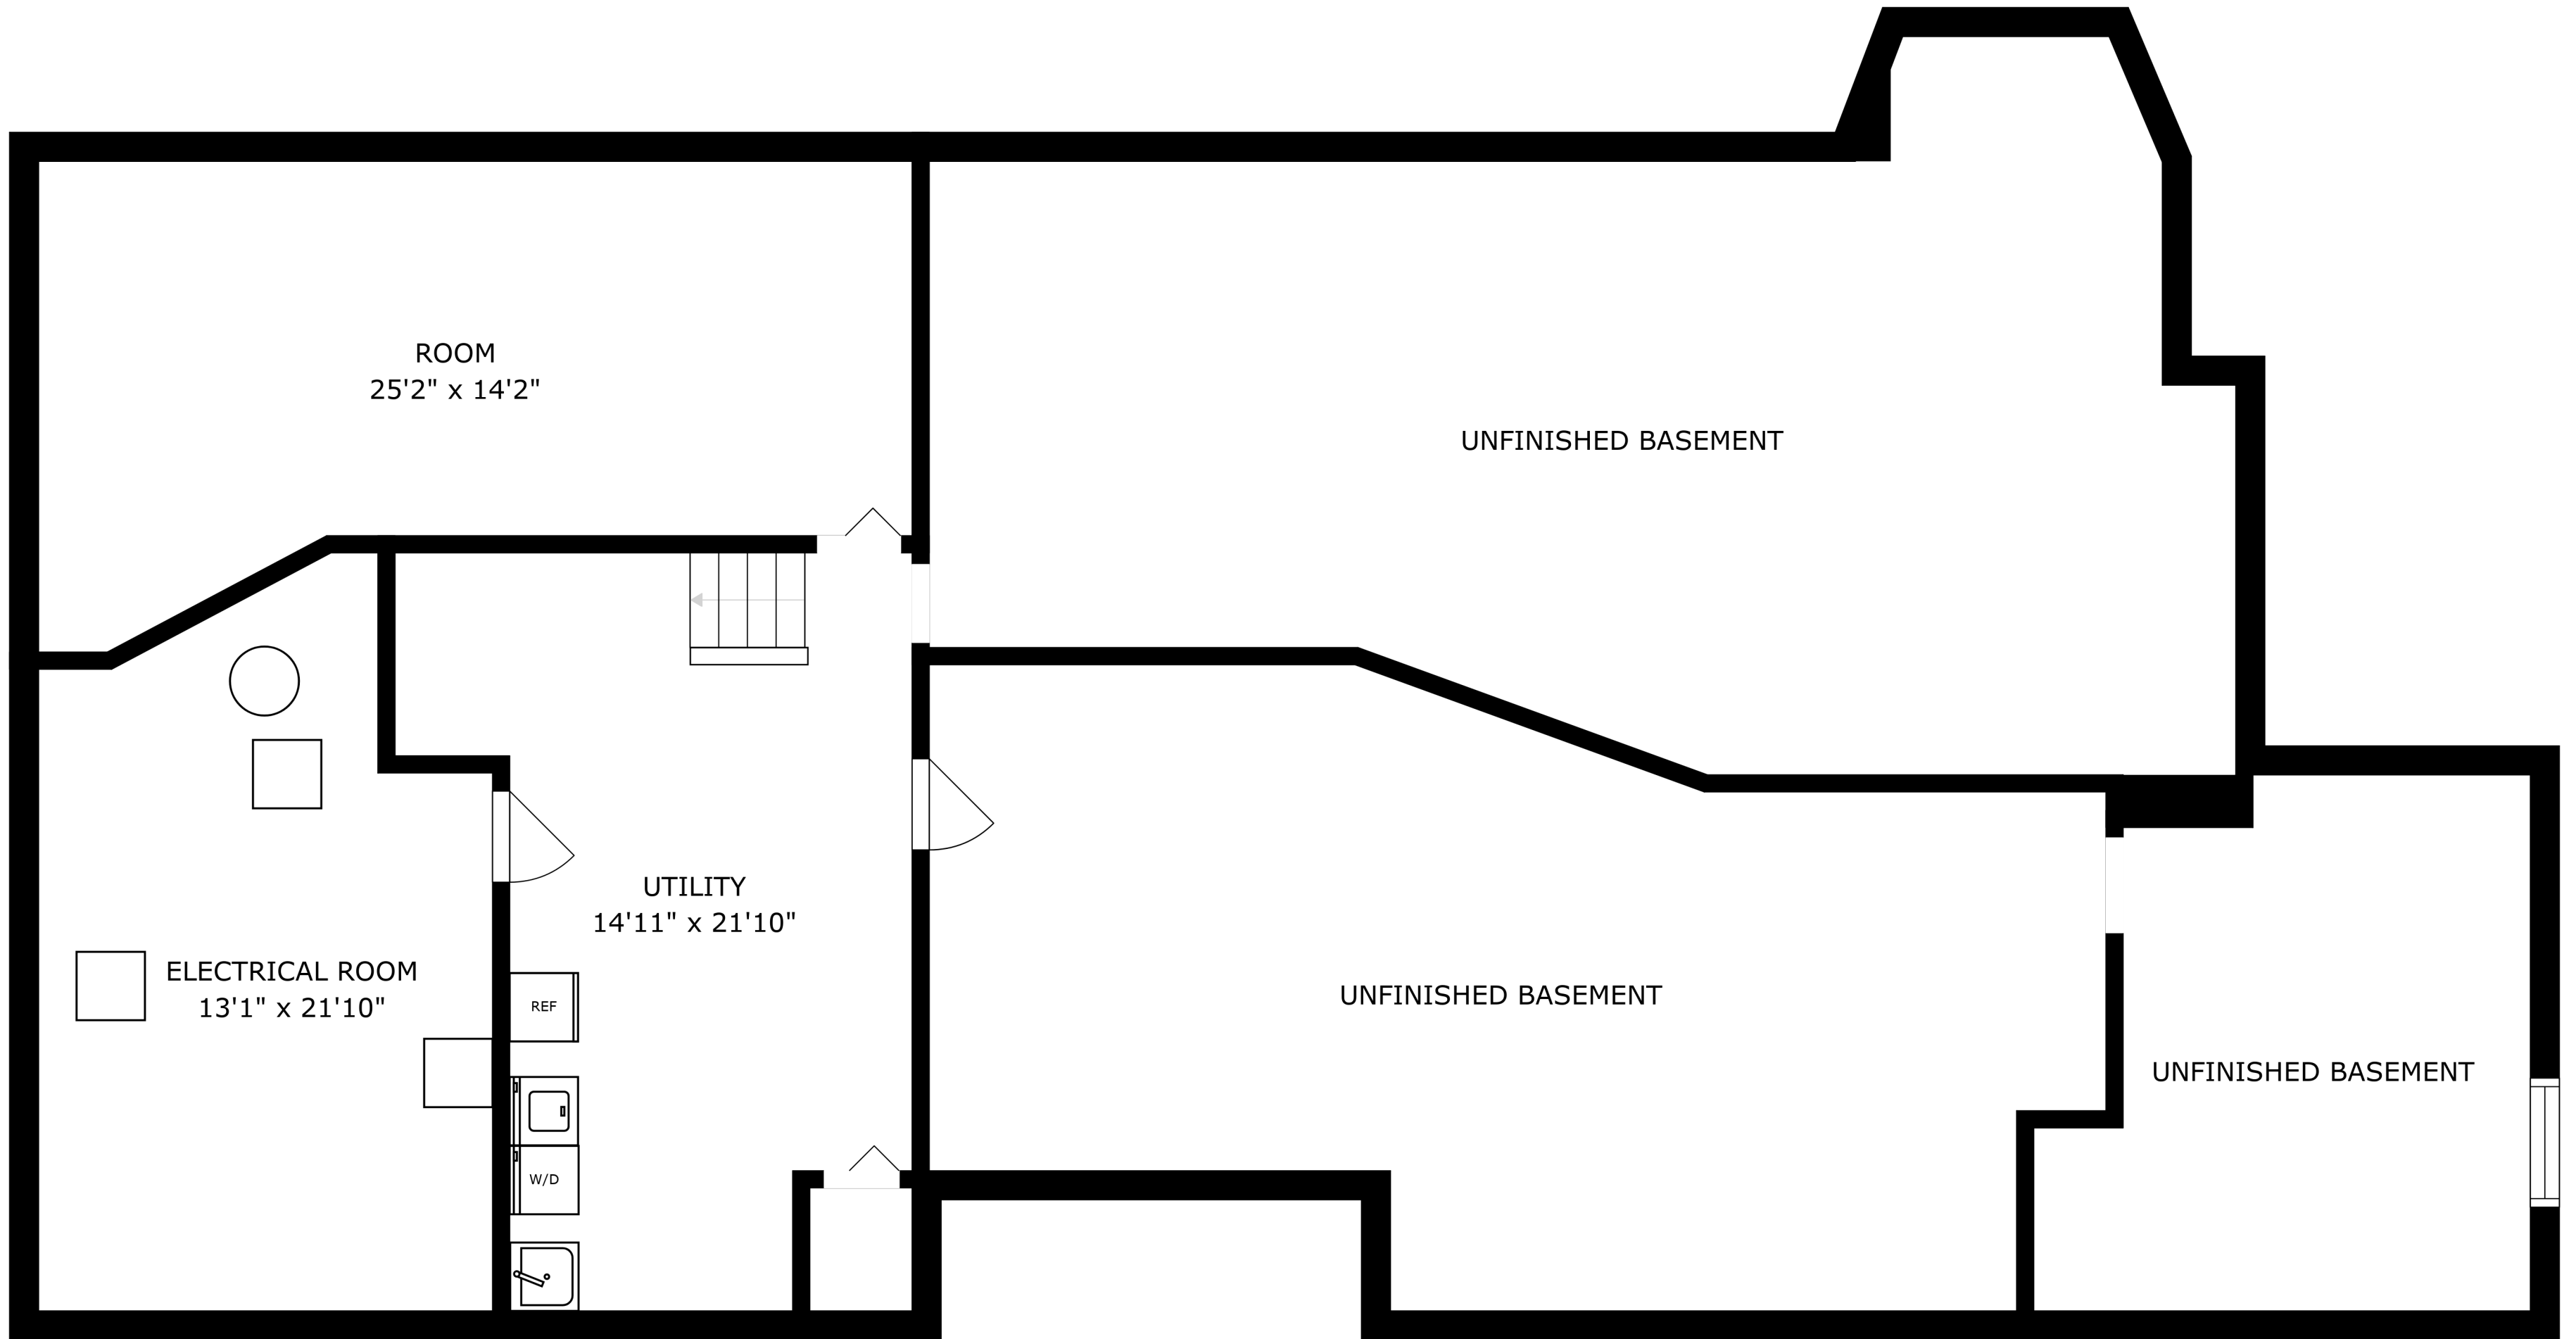 ROOM
25'2" x 14'2"
UNFINISHED BASEMENT
UTILITY
14'11" x 21'10"
ELECTRICAL ROOM
13'1" x 21'10"
REF
UNFINISHED BASEMENT
UNFINISHED BASEMENT
W/D